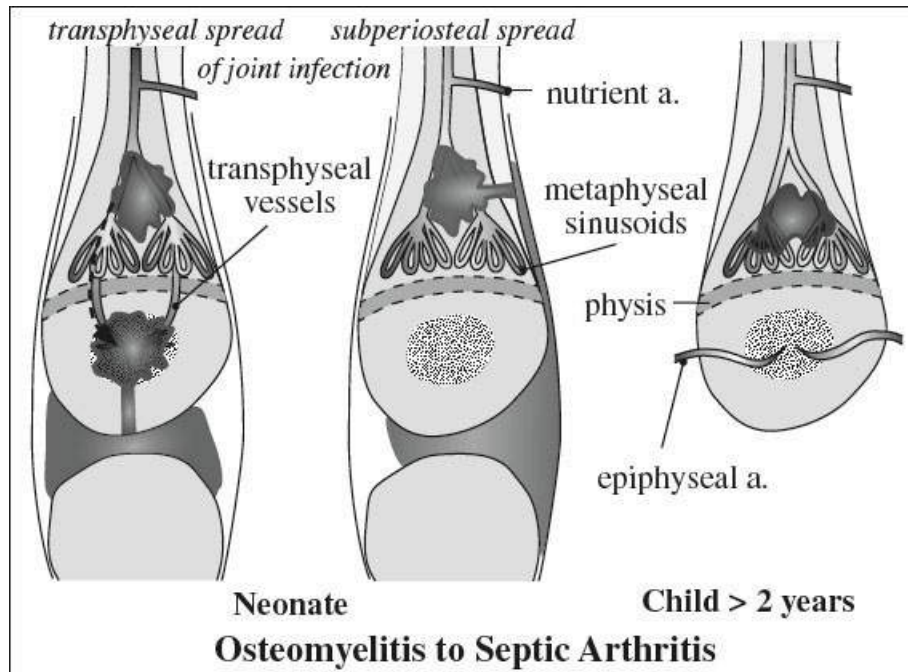 transphyseal spread
subperiosteal spread
of joint infection
nutrient a.
transphyseal
vessels
metaphyseal
sinusoids
physis
epiphyseal a.
Neonate
Child > 2 years
Osteomyelitis to Septic Arthritis